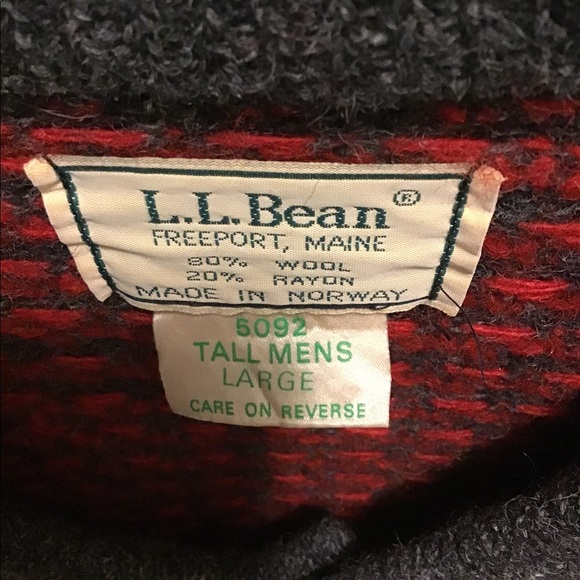 L.L.Bean®
FREEPORT, MAINE
80% WOOL
20% RAYON
MADE IN NORWAY
5092
TALL MENS
LARGE
CARE ON REVERSE